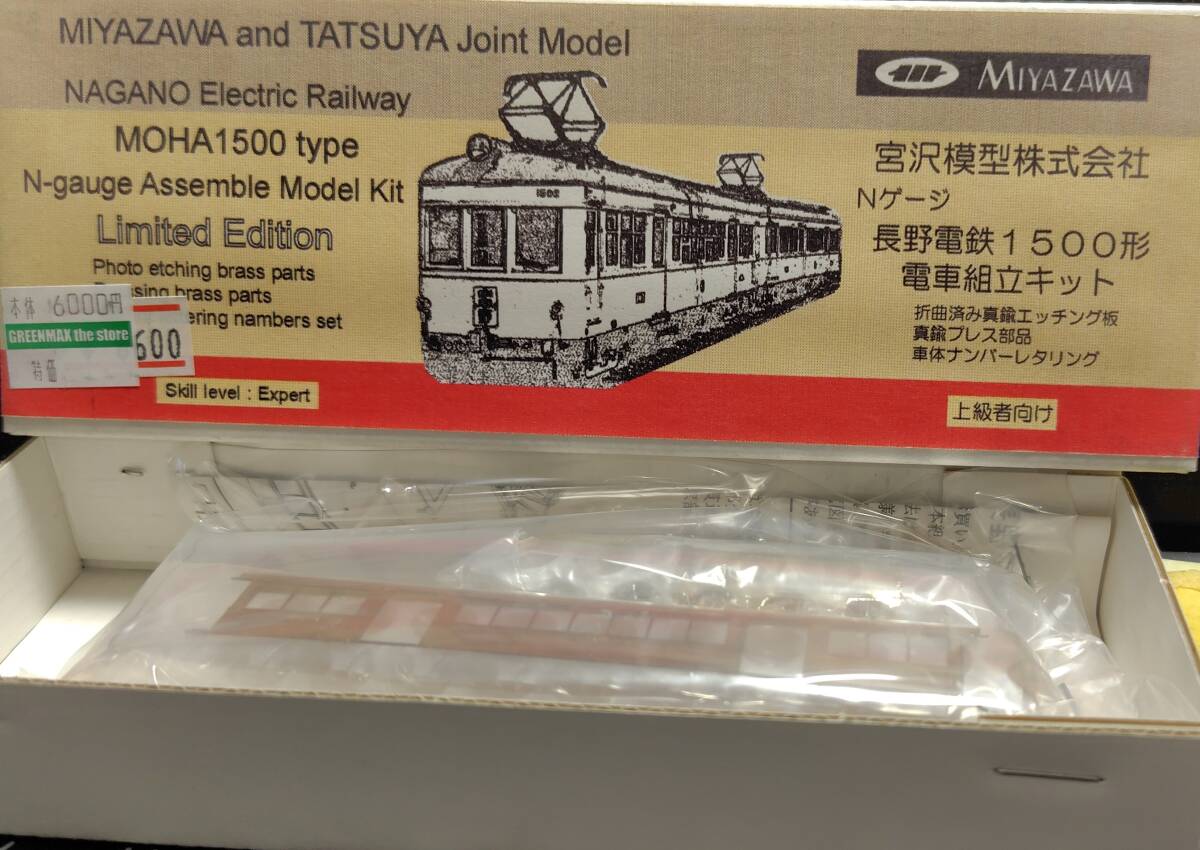 MIYAZAWA and TATSUYA Joint Model
NAGANO Electric Railway
MOHA1500 type
N-gauge Assemble Model Kit
Limited Edition
Photo etching brass parts
brass parts
nambers set
Skill level : Expert
本体 ¥6000円
GREENMAX the store
特価
600
1502
MIYAZAWA
宮沢模型株式会社
Nゲージ
長野電鉄1500形
電車組立キット
折曲済み真鍮エッチング板
真鍮プレス部品
車体ナンバーレタリング
上級者向け